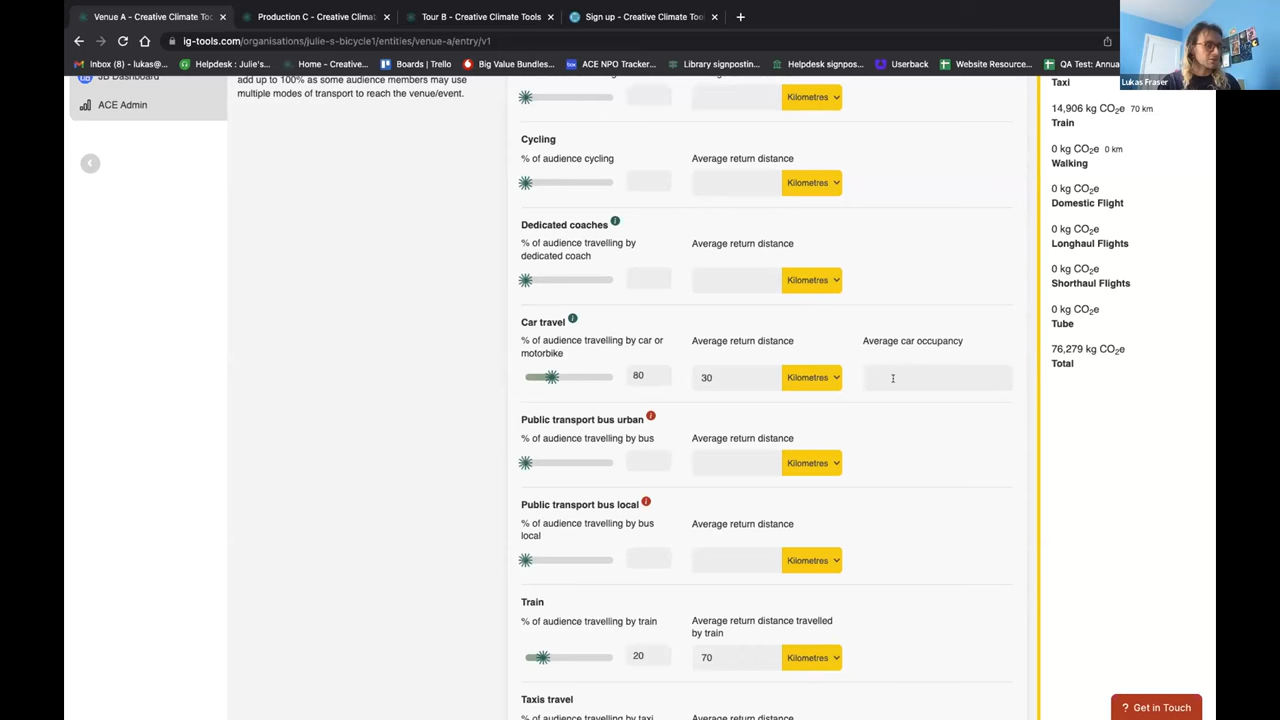 Venue A - Creative Climate Toc
Production C - Creative Climat
Tour B - Creative Climate Tools
Sign up - Creative Climate Tool
ig-tools.com/organisations/julie-s-bicycle1/entities/venue-a/entry/v1
Inbox (8) - lukas@...
Helpdesk : Julie's...
Home - Creative...
Boards | Trello
Big Value Bundles...
ACE NPO Tracker...
Library signpostin...
Helpdesk signpos...
Userback
Website Resource...
QA Test: Annua
Lukas Fraser
JB Dashboard
ACE Admin
add up to 100% as some audience members may use
multiple modes of transport to reach the venue/event.
Kilometres
Cycling
% of audience cycling
Average return distance
Kilometres
Dedicated coaches
% of audience travelling by
dedicated coach
Average return distance
Kilometres
Car travel
% of audience travelling by car or
motorbike
Average return distance
Average car occupancy
80
30
Kilometres
Public transport bus urban
% of audience travelling by bus
Average return distance
Kilometres
Public transport bus local
% of audience travelling by bus
local
Average return distance
Kilometres
Train
% of audience travelling by train
Average return distance travelled
by train
20
70
Kilometres
Taxis travel
% of audience travelling by taxi
Taxi
14,906 kg CO2e 70 km
Train
0 kg CO2e 0 km
Walking
0 kg CO2e
Domestic Flight
0 kg CO2e
Longhaul Flights
0 kg CO2e
Shorthaul Flights
0 kg CO2e
Tube
76,279 kg CO2e
Total
? Get in Touch